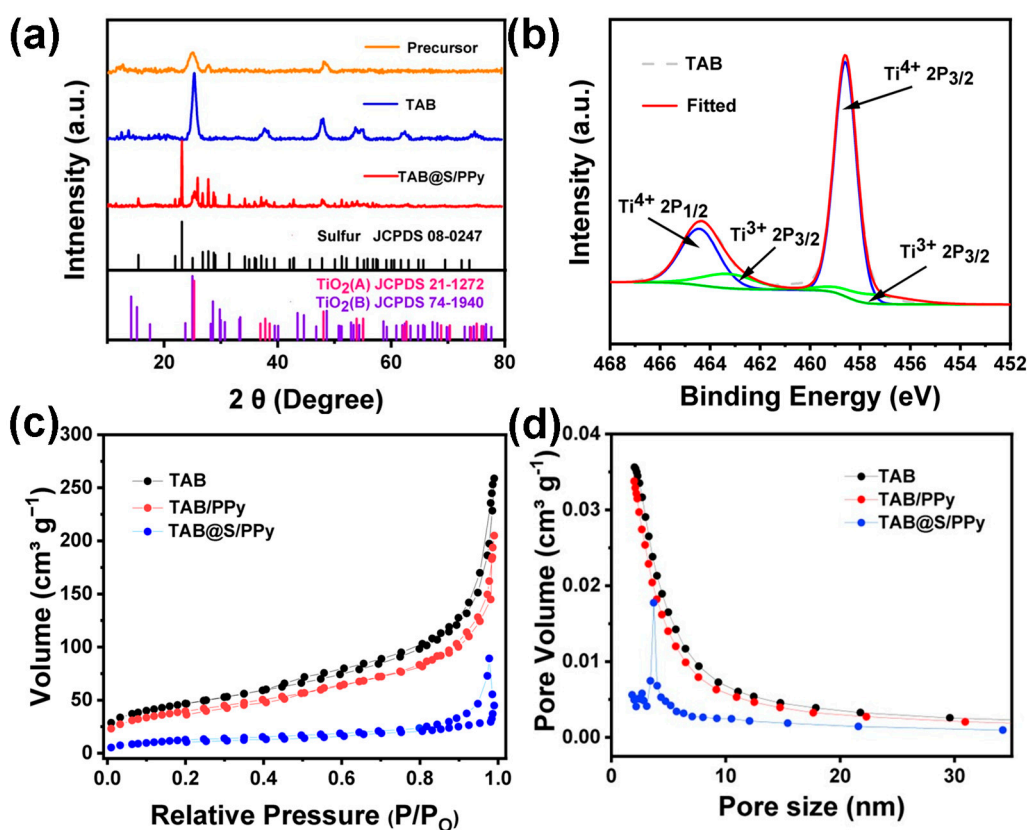 (a)
Intnensity (a.u.)
Precursor
TAB
TAB@S/PPy
Sulfur JCPDS 08-0247
TiO₂(A) JCPDS 21-1272
TiO₂(B) JCPDS 74-1940
20 40 60 80
2 θ (Degree)
(b)
Intensity (a.u.)
TAB
Fitted
Ti⁴⁺ 2P₃/₂
Ti⁴⁺ 2P₁/₂
Ti³⁺ 2P₃/₂
Ti³⁺ 2P₃/₂
468 466 464 462 460 458 456 454 452
Binding Energy (eV)
(c)
Volume (cm³ g⁻¹)
300
250
200
150
100
50
0
TAB
TAB/PPy
TAB@S/PPy
0.0 0.2 0.4 0.6 0.8 1.0
Relative Pressure (P/P_O)
(d)
Pore Volume (cm³ g⁻¹)
0.04
0.03
0.02
0.01
0.00
TAB
TAB/PPy
TAB@S/PPy
0 10 20 30
Pore size (nm)